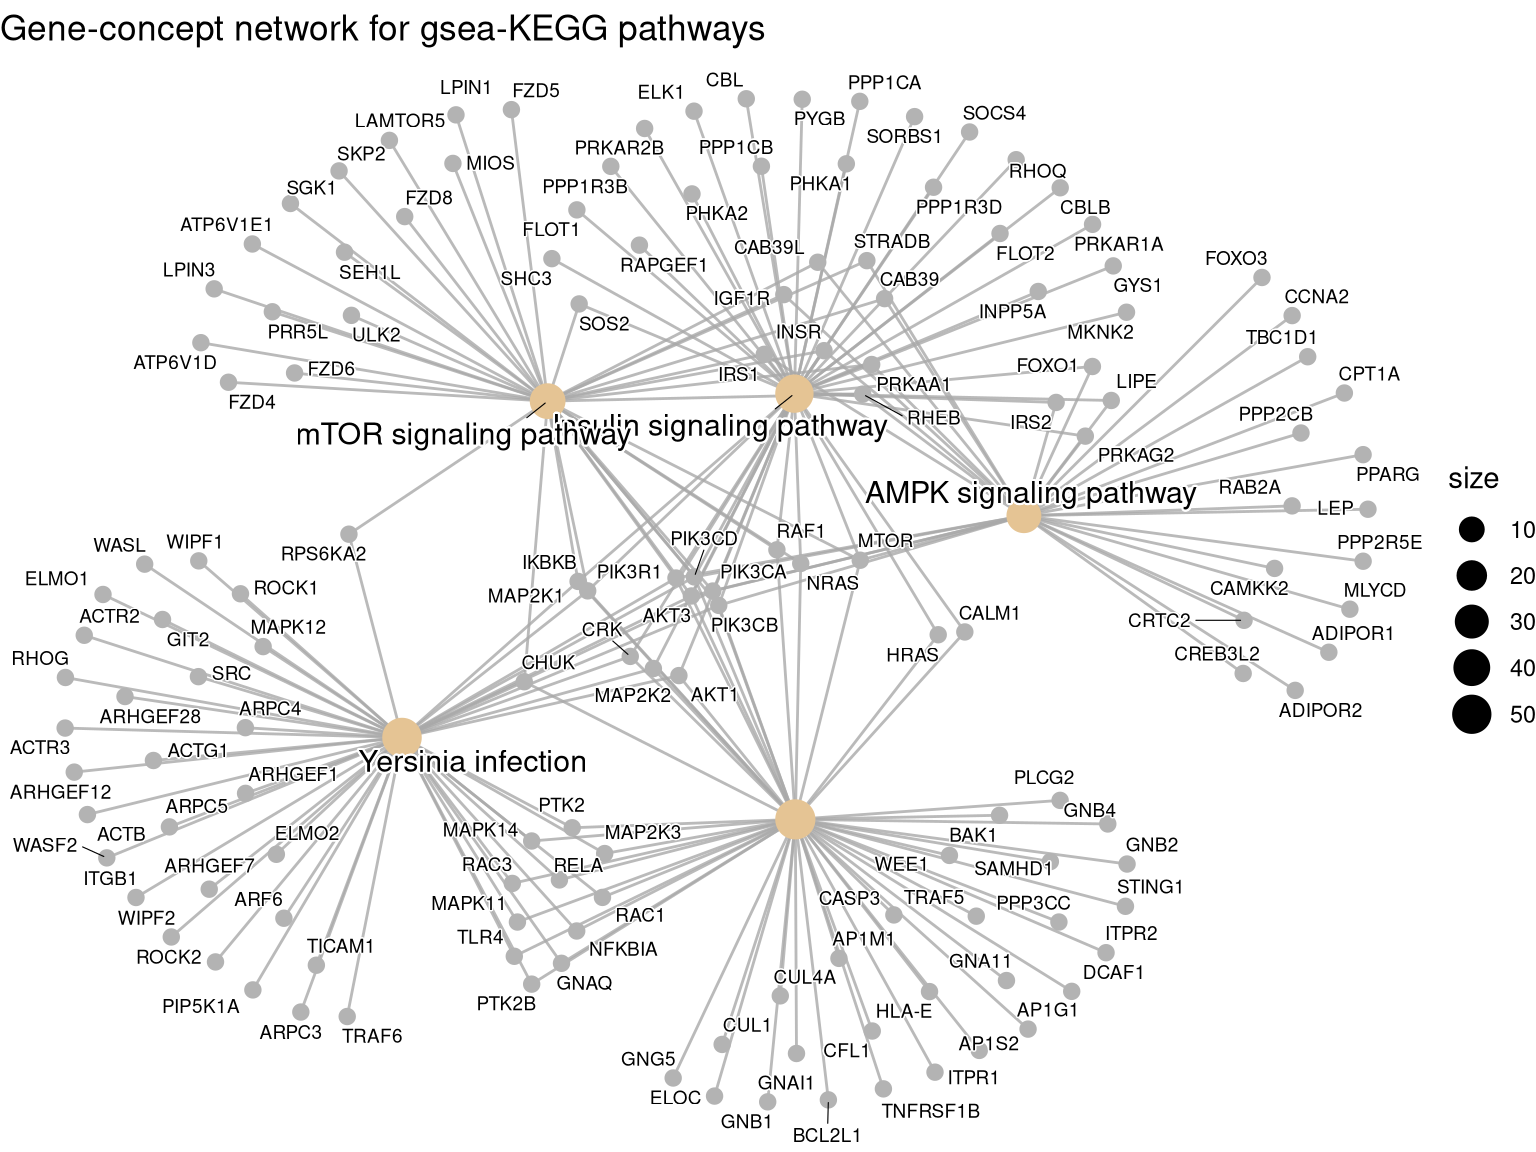 Gene-concept network for gsea-KEGG pathways
LPIN1
FZD5
ELK1
CBL
PPP1CA
LAMTOR5
PYGB
SORBS1
SOCS4
SKP2
MIOS
PRKAR2B
PPP1CB
PHKA1
RHOQ
SGK1
FZD8
PPP1R3B
PHKA2
PPP1R3D
CBLB
ATP6V1E1
FLOT1
CAB39L
STRADB
FLOT2
PRKAR1A
LPIN3
SEH1L
SHC3
RAPGEF1
CAB39
GYS1
FOXO3
IGF1R
INPP5A
CCNA2
PRR5L
ULK2
SOS2
INSR
MKNK2
TBC1D1
ATP6V1D
FZD6
IRS1
PRKAA1
FOXO1
LIPE
CPT1A
FZD4
RHEB
IRS2
PPP2CB
mTOR signaling pathway
Insulin signaling pathway
PRKAG2
PPARG
AMPK signaling pathway
RAB2A
LEP
size
10
20
30
40
50
WASL
WIPF1
RPS6KA2
PIK3CD
RAF1
MTOR
PPP2R5E
ELMO1
ROCK1
IKBKB
PIK3R1
PIK3CA
NRAS
CAMKK2
MLYCD
ACTR2
MAP2K1
AKT3
PIK3CB
CALM1
CRTC2
ADIPOR1
GIT2
MAPK12
CRK
HRAS
CREB3L2
RHOG
SRC
CHUK
MAP2K2
AKT1
ADIPOR2
ARHGEF28
ARPC4
ACTR3
ACTG1
Yersinia infection
ARHGEF12
ARHGEF1
PLCG2
ARPC5
PTK2
GNB4
WASF2
ACTB
ELMO2
MAPK14
MAP2K3
BAK1
GNB2
ITGB1
ARHGEF7
RAC3
RELA
WEE1
SAMHD1
STING1
WIPF2
ARF6
MAPK11
RAC1
CASP3
TRAF5
PPP3CC
ITPR2
ROCK2
TICAM1
TLR4
NFKBIA
AP1M1
GNA11
DCAF1
PIP5K1A
PTK2B
GNAQ
CUL4A
HLA-E
AP1G1
ARPC3
TRAF6
CUL1
CFL1
AP1S2
GNG5
GNAI1
ITPR1
ELOC
GNB1
TNFRSF1B
BCL2L1